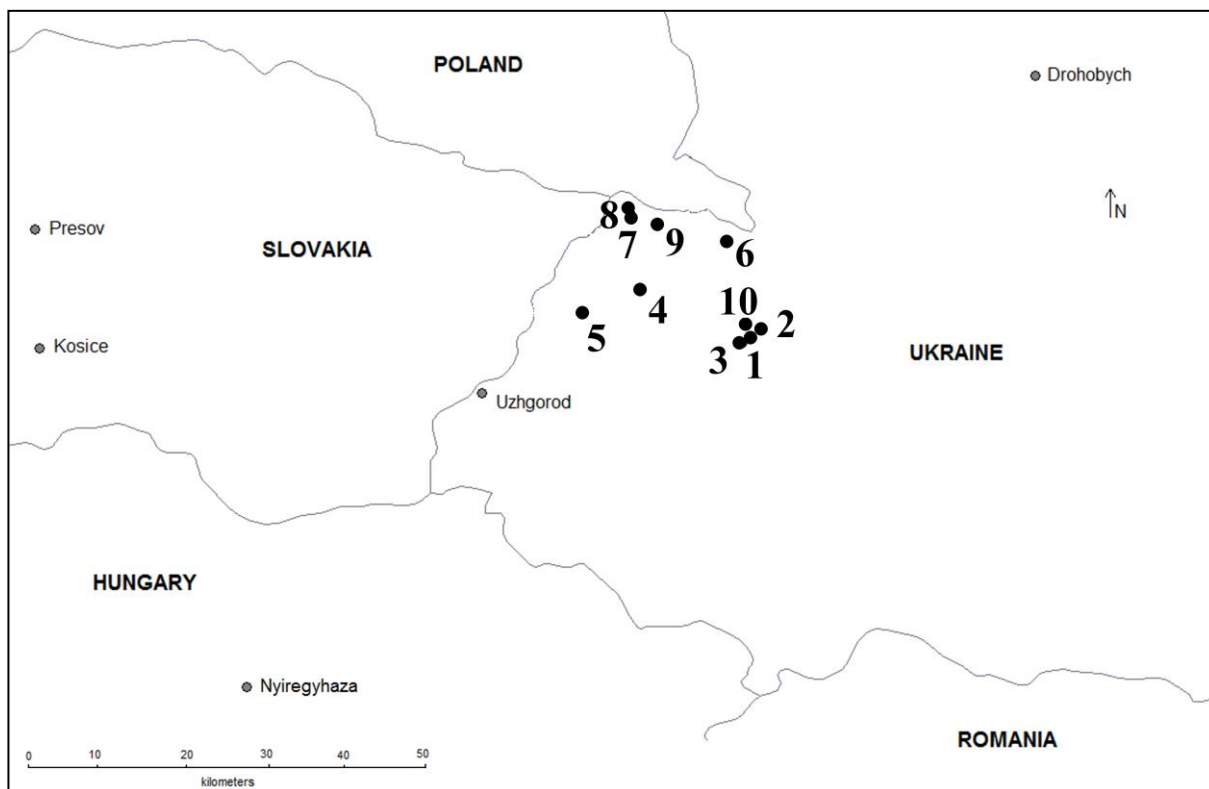 POLAND
Drohobych
N
8
7
9
6
Presov
SLOVAKIA
4
10
5
2
3
1
Kosice
UKRAINE
Uzhgorod
HUNGARY
Nyiregyhaza
ROMANIA
0 10 20 30 40 50
kilometers